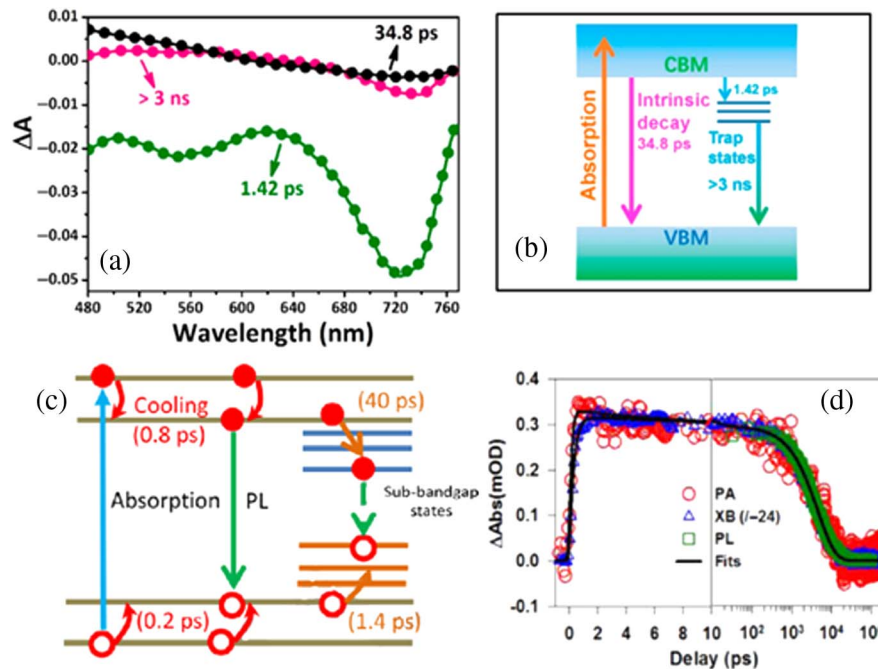 0.01
0.00
−0.01
−0.02
−0.03
−0.04
−0.05
ΔA
34.8 ps
> 3 ns
1.42 ps
(a)
480 520 560 600 640 680 720 760
Wavelength (nm)
(b)
CBM
Absorption
Intrinsic
decay
34.8 ps
1.42 ps
Trap
states
>3 ns
VBM
(c)
Cooling
(0.8 ps)
(40 ps)
Absorption
PL
Sub-bandgap
states
(0.2 ps)
(1.4 ps)
(d)
0.4
0.3
0.2
0.1
0.0
-0.1
ΔAbs(mOD)
PA
XB (/−24)
PL
Fits
0 2 4 6 8 10 10² 10³ 10⁴ 10⁵
Delay (ps)